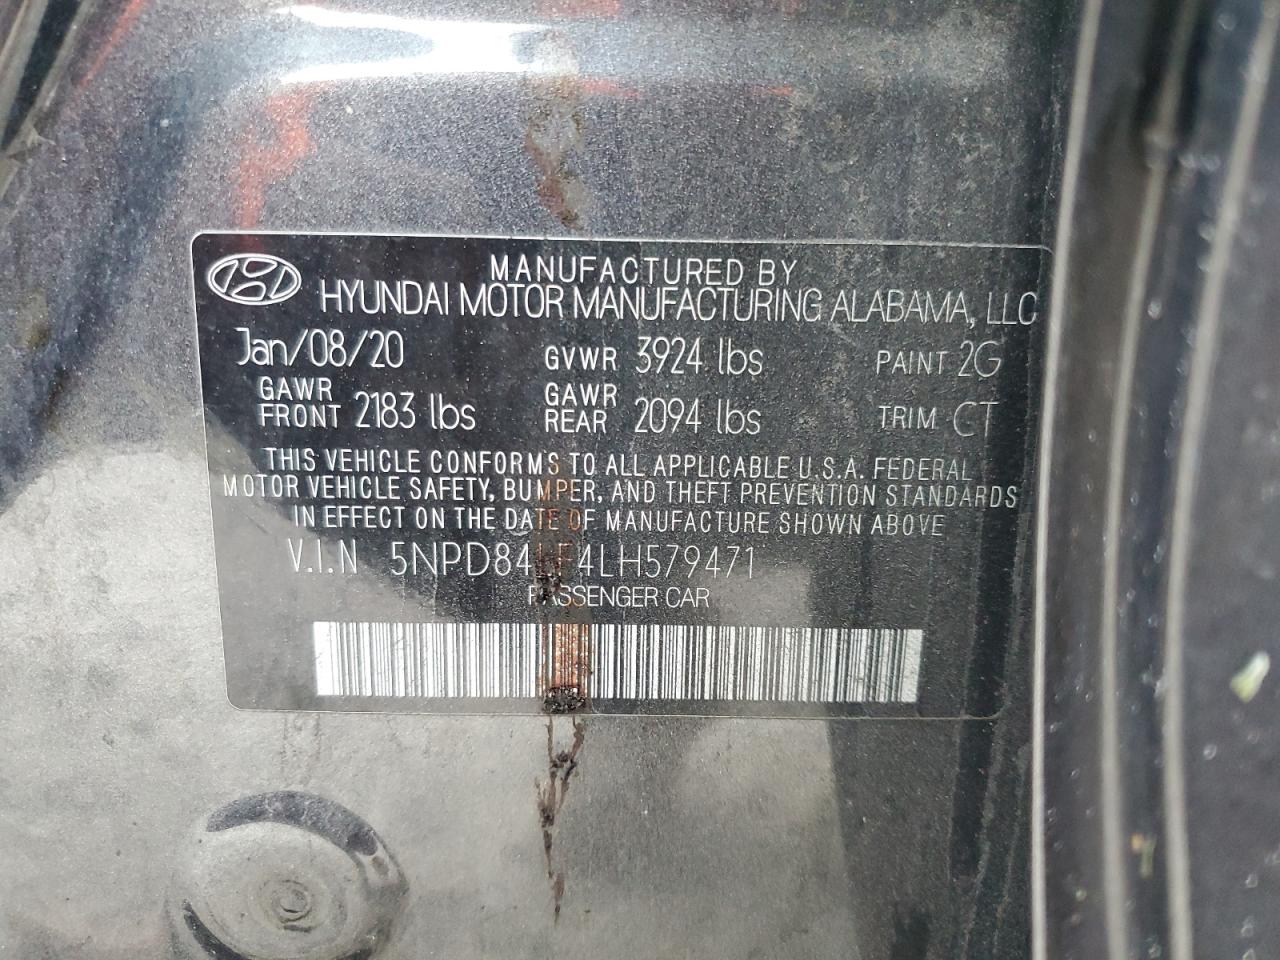 MANUFACTURED BY
HYUNDAI MOTOR MANUFACTURING ALABAMA, LLC
Jan/08/20 GVWR 3924 lbs PAINT 2G
GAWR FRONT 2183 lbs GAWR REAR 2094 lbs TRIM CT
THIS VEHICLE CONFORMS TO ALL APPLICABLE U.S.A. FEDERAL
MOTOR VEHICLE SAFETY, BUMPER, AND THEFT PREVENTION STANDARDS
IN EFFECT ON THE DATE OF MANUFACTURE SHOWN ABOVE
V.I.N 5NPD84LF4LH579471
PASSENGER CAR